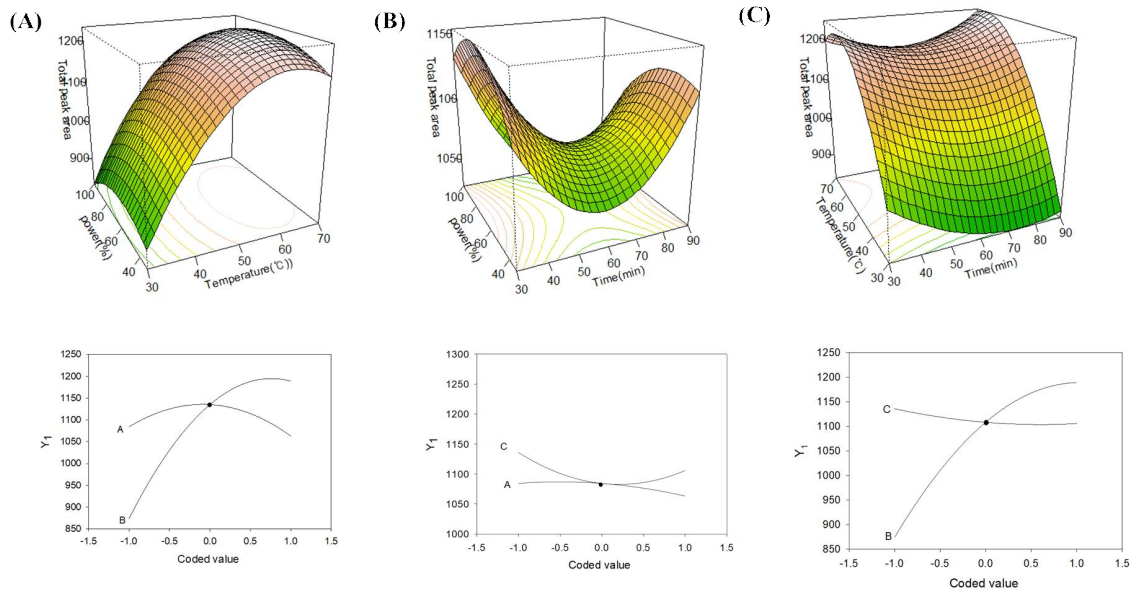 (A)
1200
1100
1000
900
Total peak area
100
80
60
40
power(%)
30
40
50
60
70
Temperature(℃))
(B)
1150
100
1050
Total peak area
100
80
60
40
power(%)
30
40
50
60
70
80
90
Time(min)
(C)
1200
1100
1000
900
Total peak area
70
60
50
40
30
Temperature(℃)
30
40
50
60
70
80
90
Time(min)
1250
1200
1150
1100
1050
1000
950
900
850
Y1
A
B
-1.5 -1.0 -0.5 0.0 0.5 1.0 1.5
Coded value
1300
1250
1200
1150
1100
1050
1000
Y1
C
A
-1.5 -1.0 -0.5 0.0 0.5 1.0 1.5
Coded value
1250
1200
1150
1100
1050
1000
950
900
850
Y1
C
B
-1.5 -1.0 -0.5 0.0 0.5 1.0 1.5
Coded value